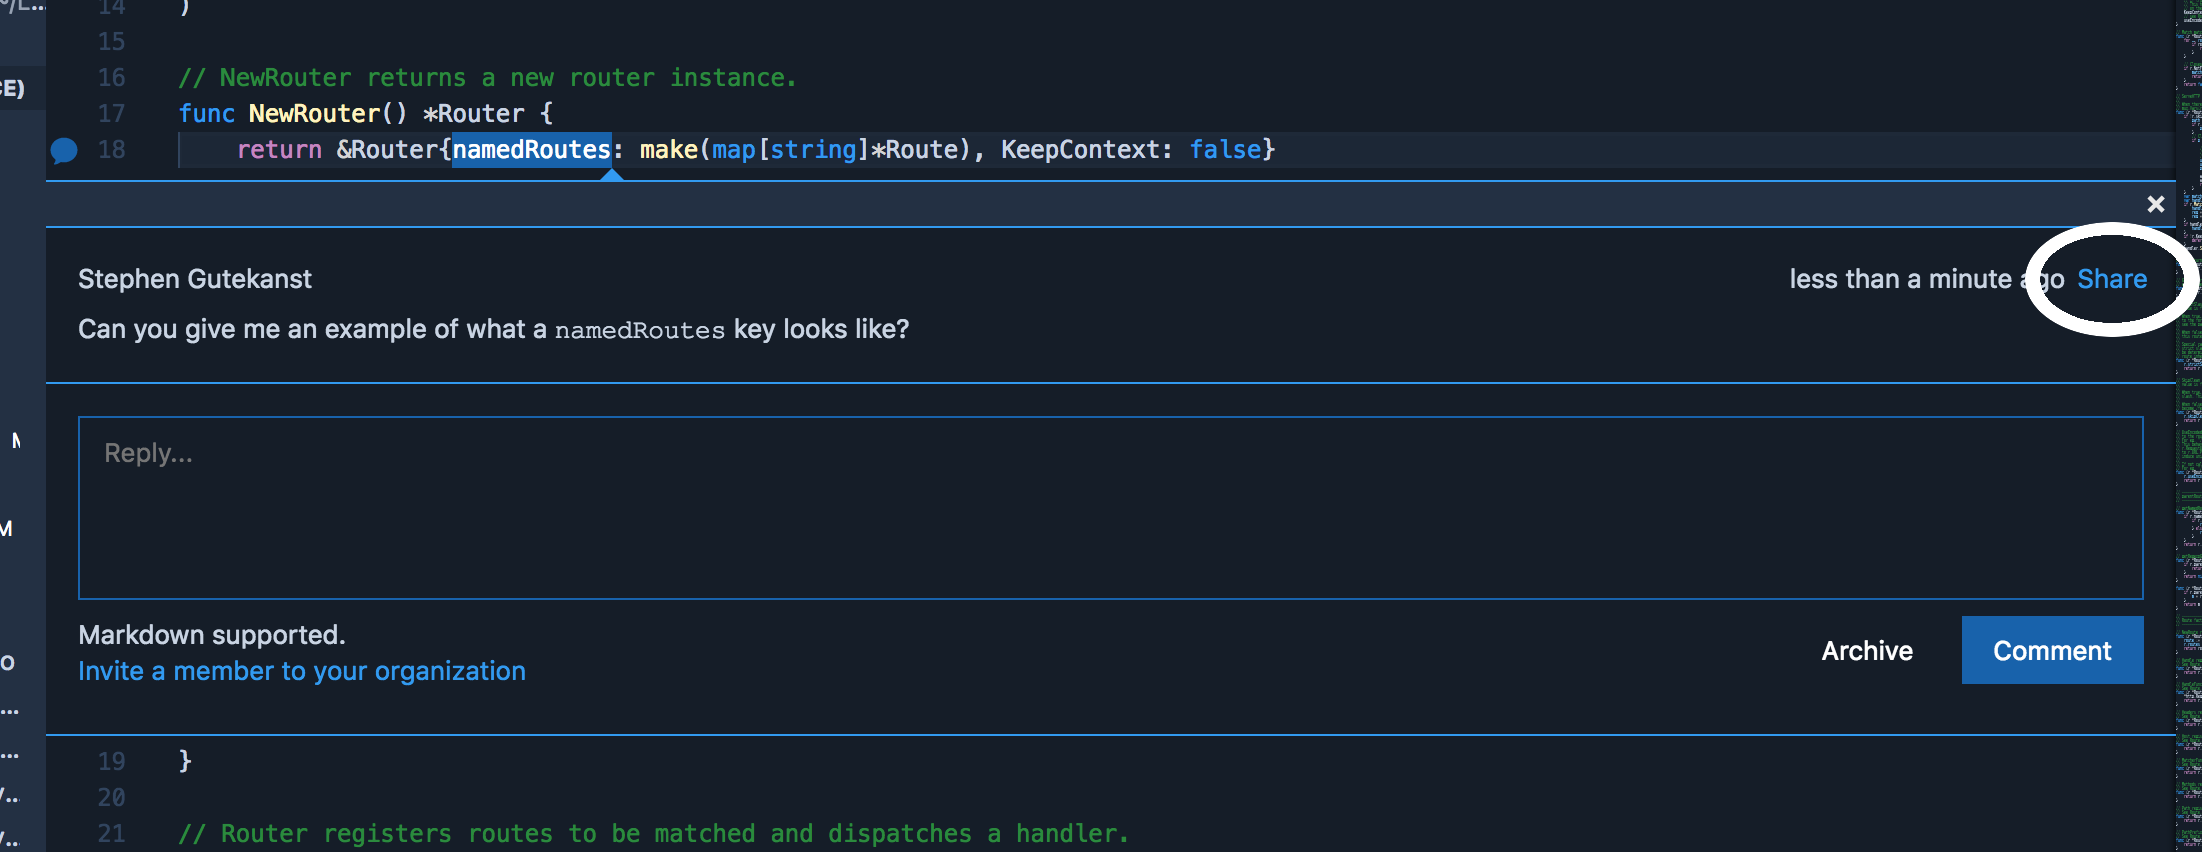 14 )
15
16 // NewRouter returns a new router instance.
CE)
17 func NewRouter() *Router {
18 return &Router{namedRoutes: make(map[string]*Route), KeepContext: false}
×
Stephen Gutekanst less than a minute ago Share
Can you give me an example of what a namedRoutes key looks like?
Reply...
Markdown supported.
Invite a member to your organization
Archive Comment
19 }
20
21 // Router registers routes to be matched and dispatches a handler.